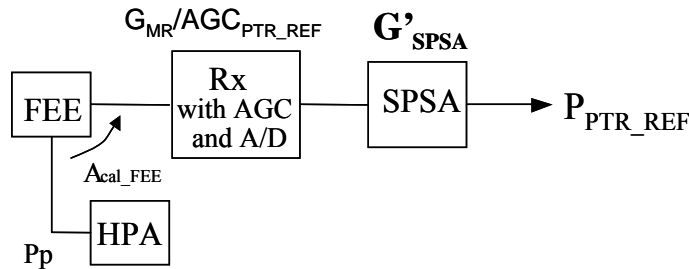 G_MR/AGC_PTR_REF
G'_SPSA
FEE
Rx
with AGC
and A/D
SPSA
P_PTR_REF
A_cal_FEE
HPA
Pp